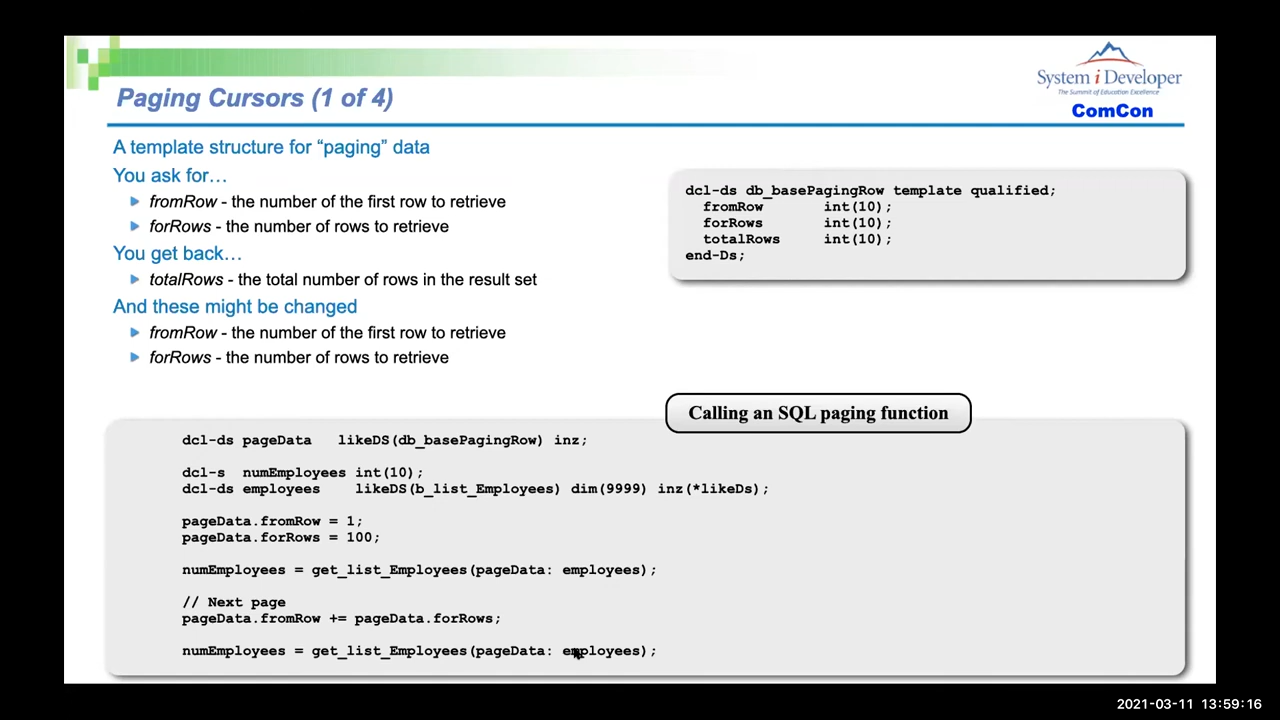 System i Developer
The Summit of Education Excellence
ComCon
Paging Cursors (1 of 4)
A template structure for “paging” data
You ask for…
fromRow - the number of the first row to retrieve
forRows - the number of rows to retrieve
You get back…
totalRows - the total number of rows in the result set
And these might be changed
fromRow - the number of the first row to retrieve
forRows - the number of rows to retrieve
dcl-ds db_basePagingRow template qualified;
fromRow int(10);
forRows int(10);
totalRows int(10);
end-Ds;
Calling an SQL paging function
dcl-ds pageData likeDS(db_basePagingRow) inz;
dcl-s numEmployees int(10);
dcl-ds employees likeDS(b_list_Employees) dim(9999) inz(*likeDs);
pageData.fromRow = 1;
pageData.forRows = 100;
numEmployees = get_list_Employees(pageData: employees);
// Next page
pageData.fromRow += pageData.forRows;
numEmployees = get_list_Employees(pageData: employees);
2021-03-11 13:59:16